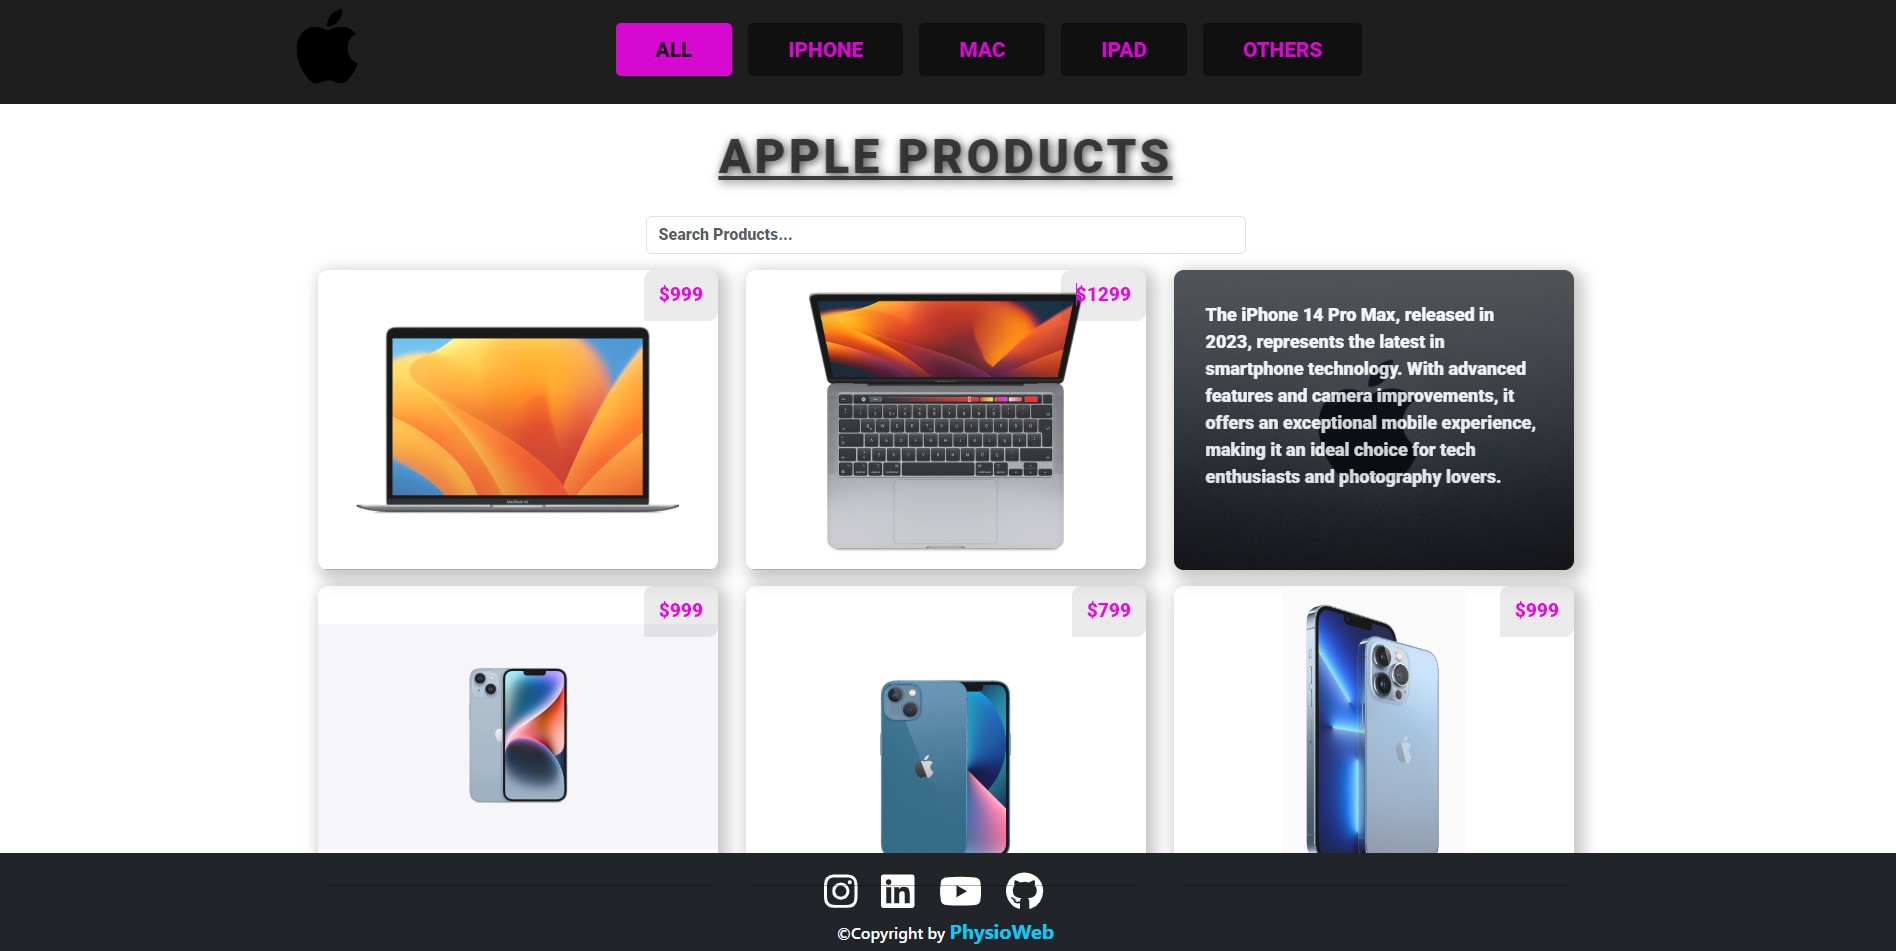 ALL
IPHONE
MAC
IPAD
OTHERS
APPLE PRODUCTS
Search Products...
$999
$1299
The iPhone 14 Pro Max, released in
2023, represents the latest in
smartphone technology. With advanced
features and camera improvements, it
offers an exceptional mobile experience,
making it an ideal choice for tech
enthusiasts and photography lovers.
MacBook Air
$999
$799
$999
©Copyright by PhysioWeb